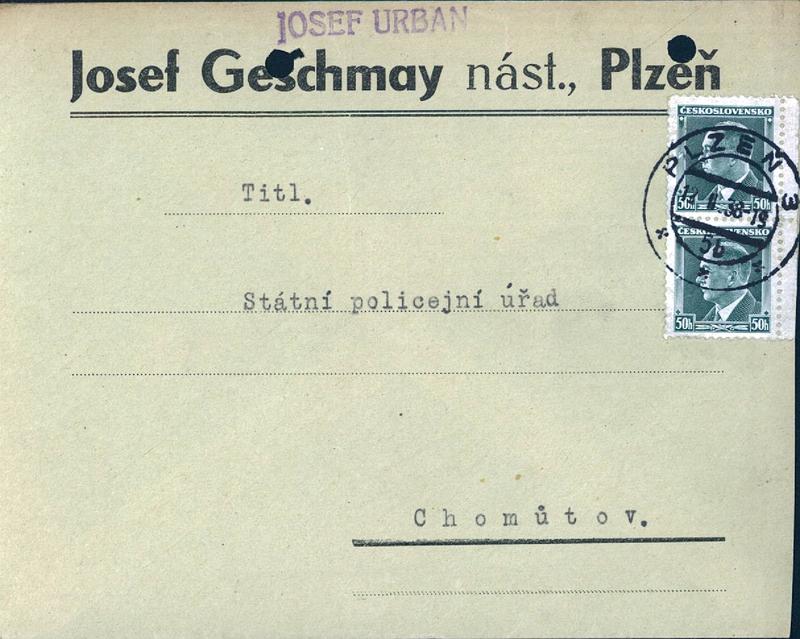 JOSEF URBAN
Josef Geschmay nást., Plzeň
Titl.
Státní policejní úřad
Chomůtov.
ČESKOSLOVENSKO
50h 50h
PLZEŇ 3
5b
ČESKOSLOVENSKO
50h 50h